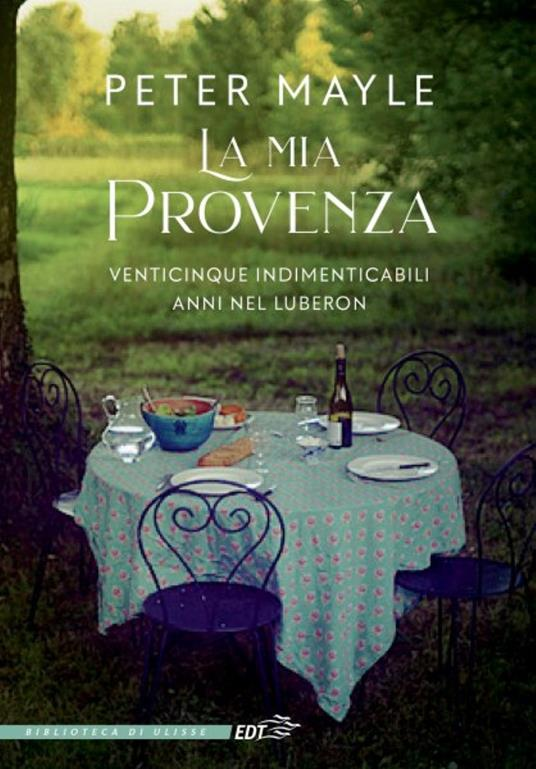 PETER MAYLE
LA MIA
PROVENZA
VENTICINQUE INDIMENTICABILI
ANNI NEL LUBERON
BIBLIOTECA DI ULISSE EDT